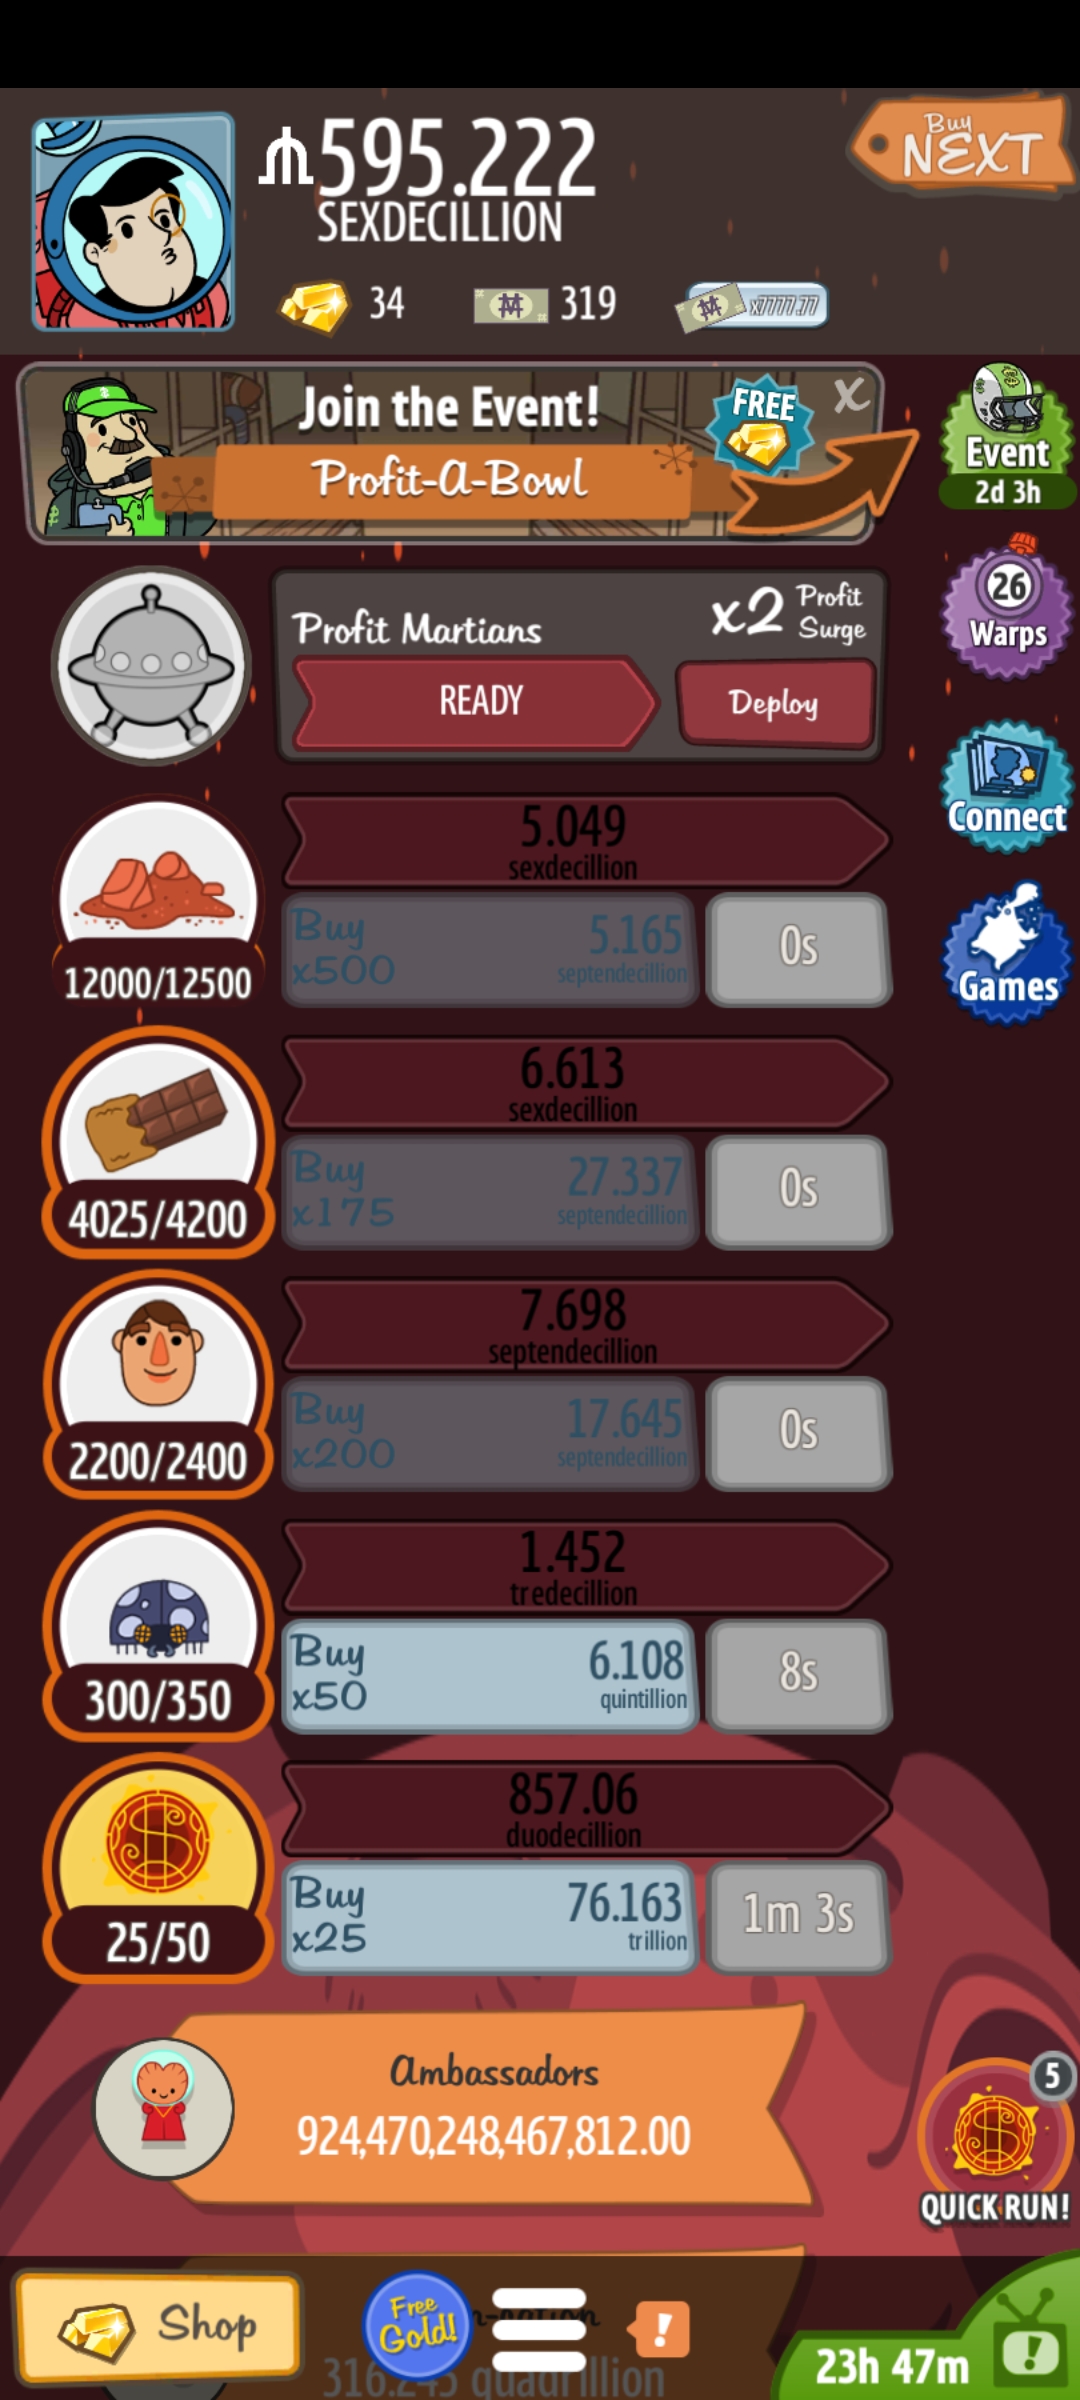 595.222
SEXDECILLION
Buy
NEXT
34
319
x7777.77
Join the Event!
Profit-A-Bowl
FREE
X
Event
2d 3h
Profit Martians
x2 Profit Surge
READY
Deploy
26
Warps
5.049
sexdecillion
Connect
Buy
x500
5.165
septendecillion
0s
12000/12500
Games
6.613
sexdecillion
Buy
x175
27.337
septendecillion
0s
4025/4200
7.698
septendecillion
Buy
x200
17.645
septendecillion
0s
2200/2400
1.452
tredecillion
Buy
x50
6.108
quintillion
8s
300/350
857.06
duodecillion
Buy
x25
76.163
trillion
1m 3s
25/50
Ambassadors
924,470,248,467,812.00
5
QUICK RUN!
Shop
Free
Gold!
!
316.245 quadrillion
23h 47m
!